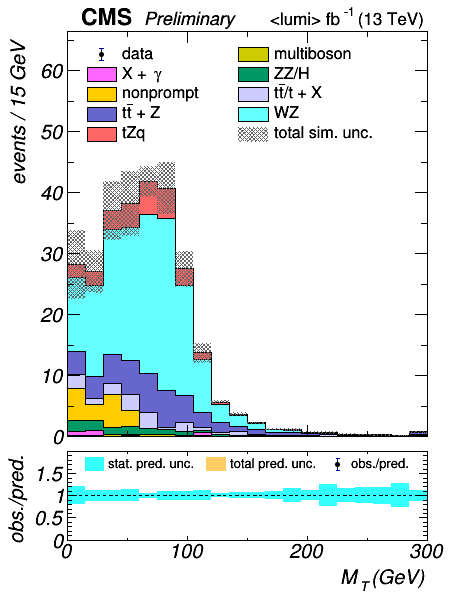 CMS Preliminary <lumi> fb⁻¹ (13 TeV)
events / 15 GeV
60
50
40
30
20
10
0
data
X + γ
nonprompt
tt̄ + Z
tZq
multiboson
ZZ/H
tt̄/t + X
WZ
total sim. unc.
obs./pred.
1.5
1
0.5
0
stat. pred. unc. total pred. unc. obs./pred.
0 100 200 300
M_T (GeV)